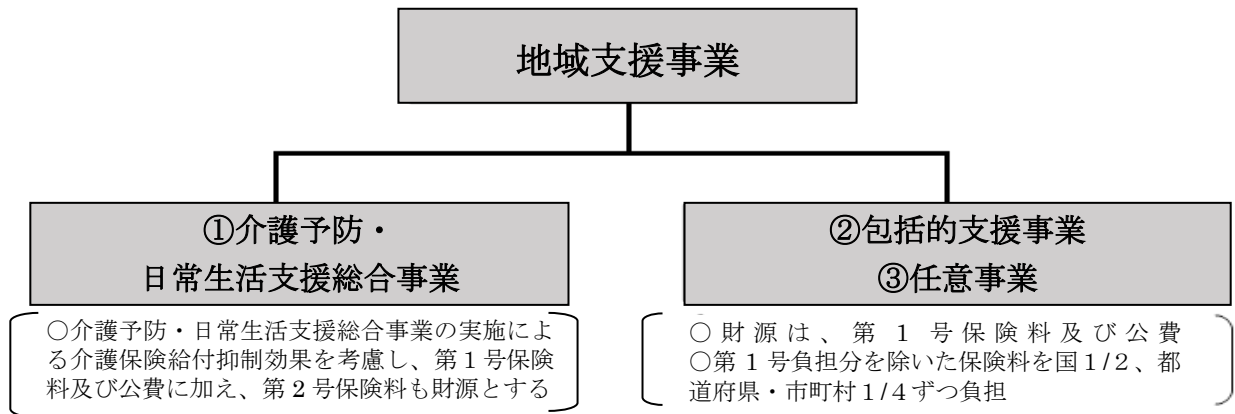 地域支援事業
①介護予防・
日常生活支援総合事業
○介護予防・日常生活支援総合事業の実施によ
る介護保険給付抑制効果を考慮し、第１号保険
料及び公費に加え、第２号保険料も財源とする
②包括的支援事業
③任意事業
○財源は、第１号保険料及び公費
○第１号負担分を除いた保険料を国 1/2、都
道府県・市町村 1/4 ずつ負担